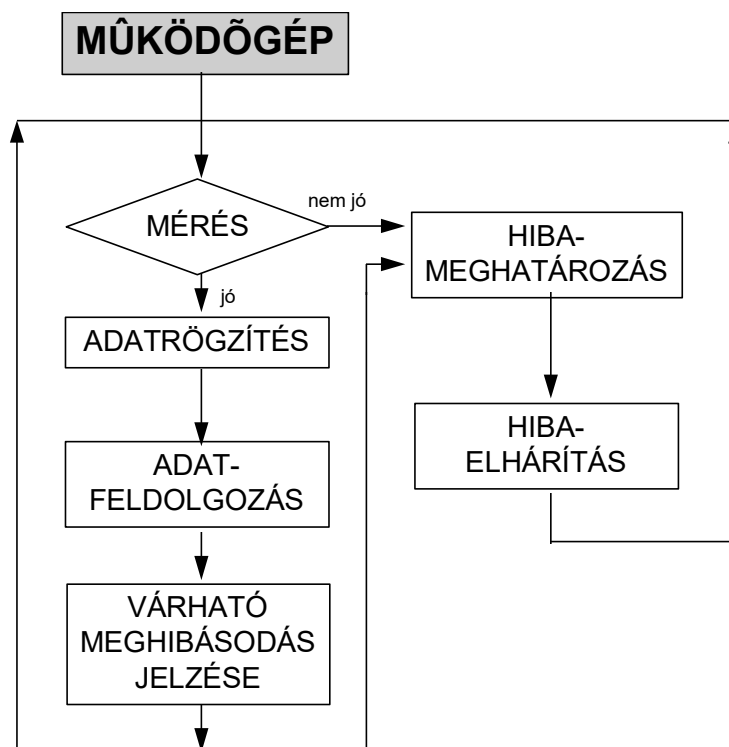 MÛKÖDÕGÉP
MÉRÉS
nem jó
HIBA-
MEGHATÁROZÁS
jó
ADATRÖGZÍTÉS
HIBA-
ELHÁRÍTÁS
ADAT-
FELDOLGOZÁS
VÁRHATÓ
MEGHIBÁSODÁS
JELZÉSE